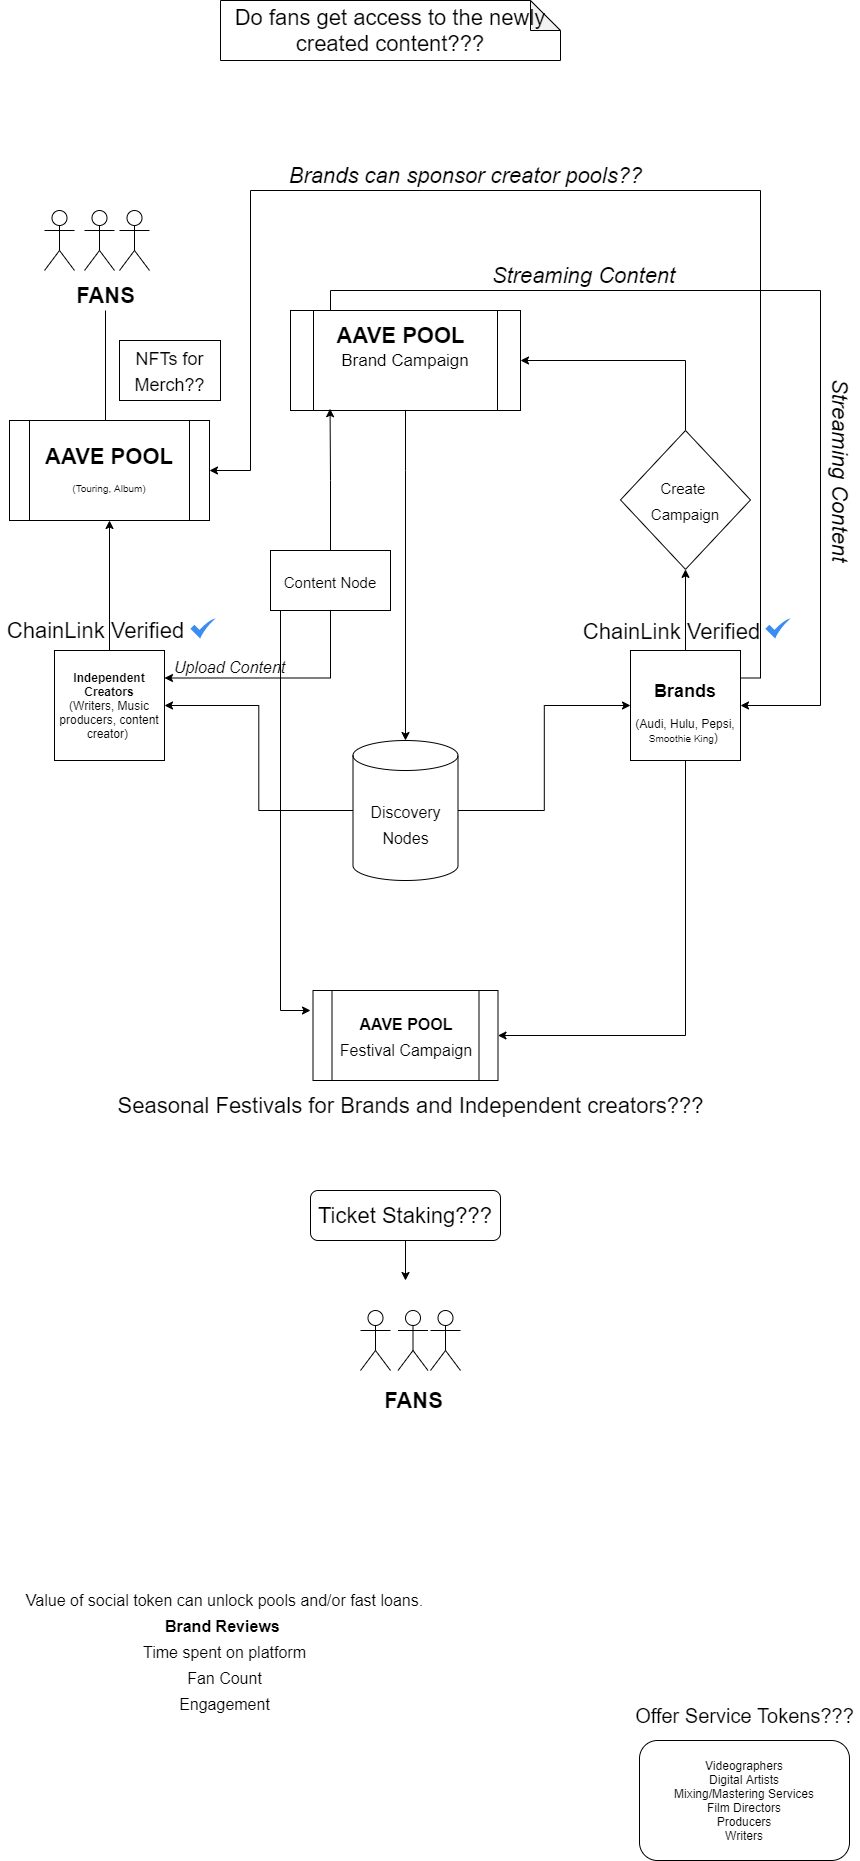 Do fans get access to the newly
created content???
Brands can sponsor creator pools??
Streaming Content
FANS
AAVE POOL
Brand Campaign
NFTs for
Merch??
Streaming Content
AAVE POOL
(Touring, Album)
Create
Campaign
Content Node
ChainLink Verified
ChainLink Verified
Upload Content
Independent
Creators
(Writers, Music
producers, content
creator)
Brands
(Audi, Hulu, Pepsi,
Smoothie King)
Discovery
Nodes
AAVE POOL
Festival Campaign
Seasonal Festivals for Brands and Independent creators???
Ticket Staking???
FANS
Value of social token can unlock pools and/or fast loans.
Brand Reviews
Time spent on platform
Fan Count
Engagement
Offer Service Tokens???
Videographers
Digital Artists
Mixing/Mastering Services
Film Directors
Producers
Writers